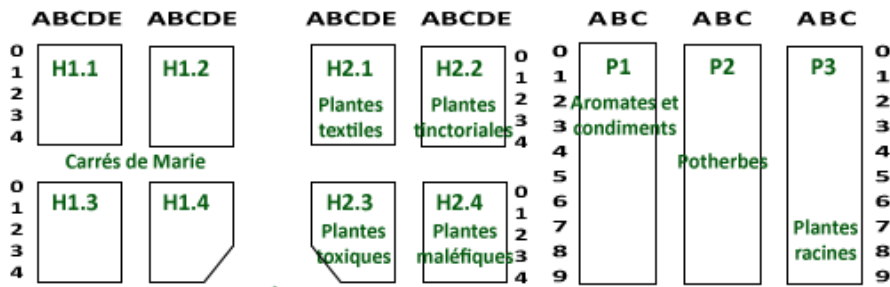 ABCDE ABCDE ABCDE ABCDE ABC ABC ABC
0 H1.1 H1.2 H2.1 H2.2 0 0 P1 P2 P3 0
1 1 1 1
2 Plantes Plantes 2 2 Aromates et 2
3 textiles tinctoriales 3 3 condiments 3
4 4 4 4
Carrés de Marie Potherbes
5 5
0 H1.3 H1.4 H2.3 H2.4 0 6 6
1 1
2 Plantes Plantes 2 7 Plantes 7
3 toxiques maléfiques 3 8 racines 8
4 4 9 9